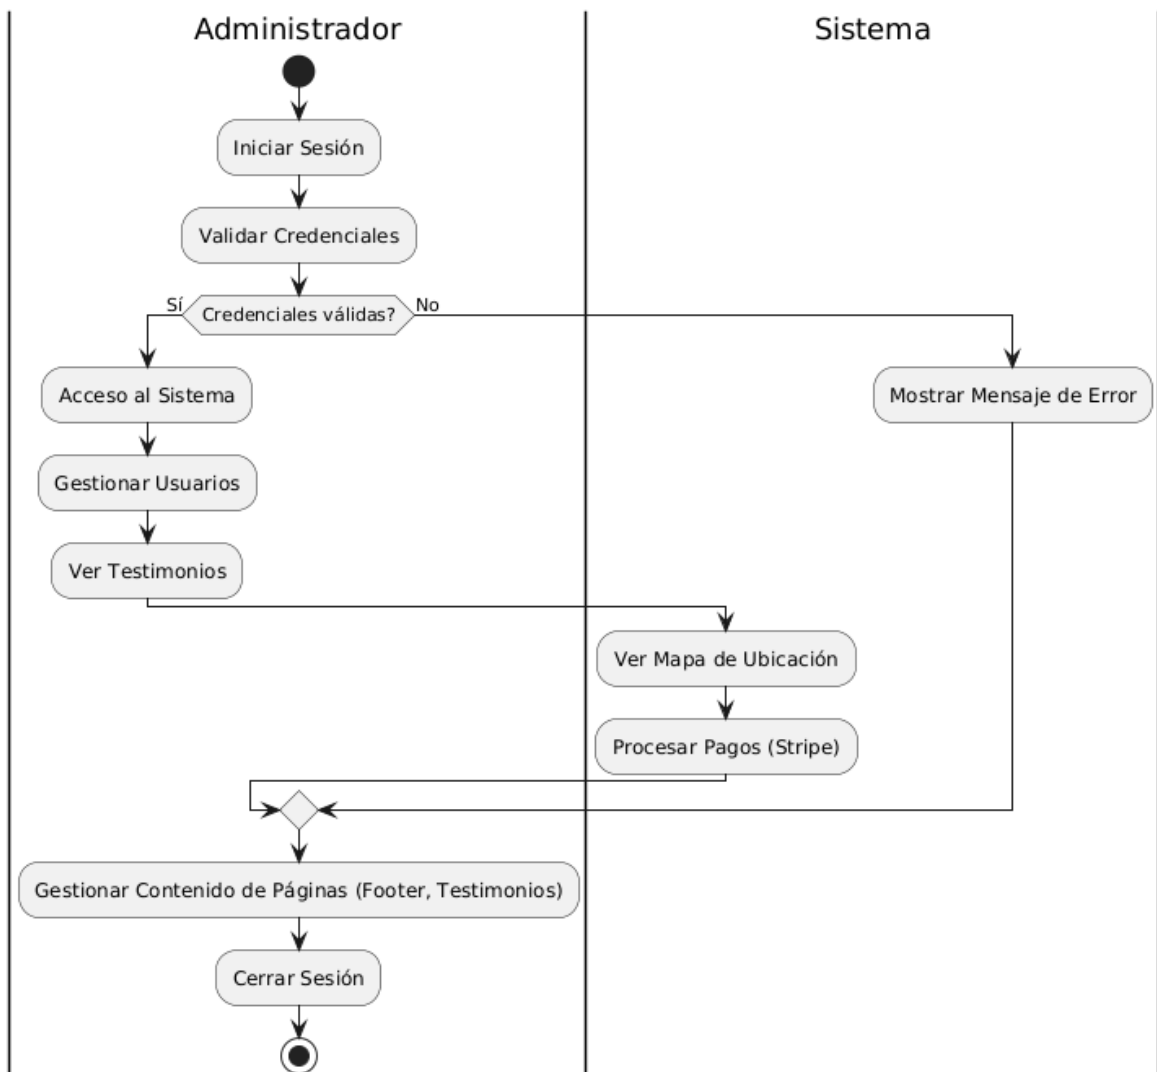 Administrador
Sistema
Iniciar Sesión
Validar Credenciales
Sí
Credenciales válidas?
No
Acceso al Sistema
Mostrar Mensaje de Error
Gestionar Usuarios
Ver Testimonios
Ver Mapa de Ubicación
Procesar Pagos (Stripe)
Gestionar Contenido de Páginas (Footer, Testimonios)
Cerrar Sesión